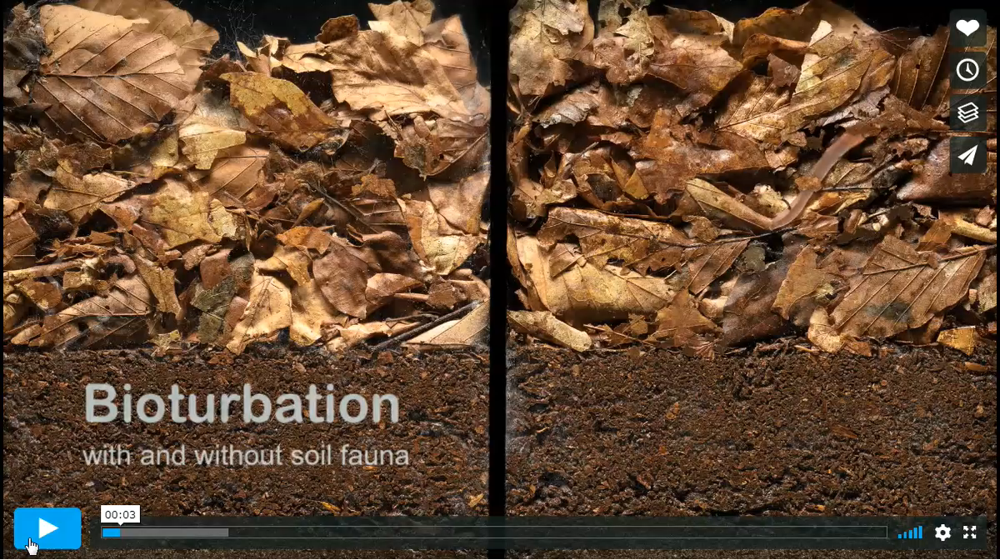 Bioturbation
with and without soil fauna
00:03